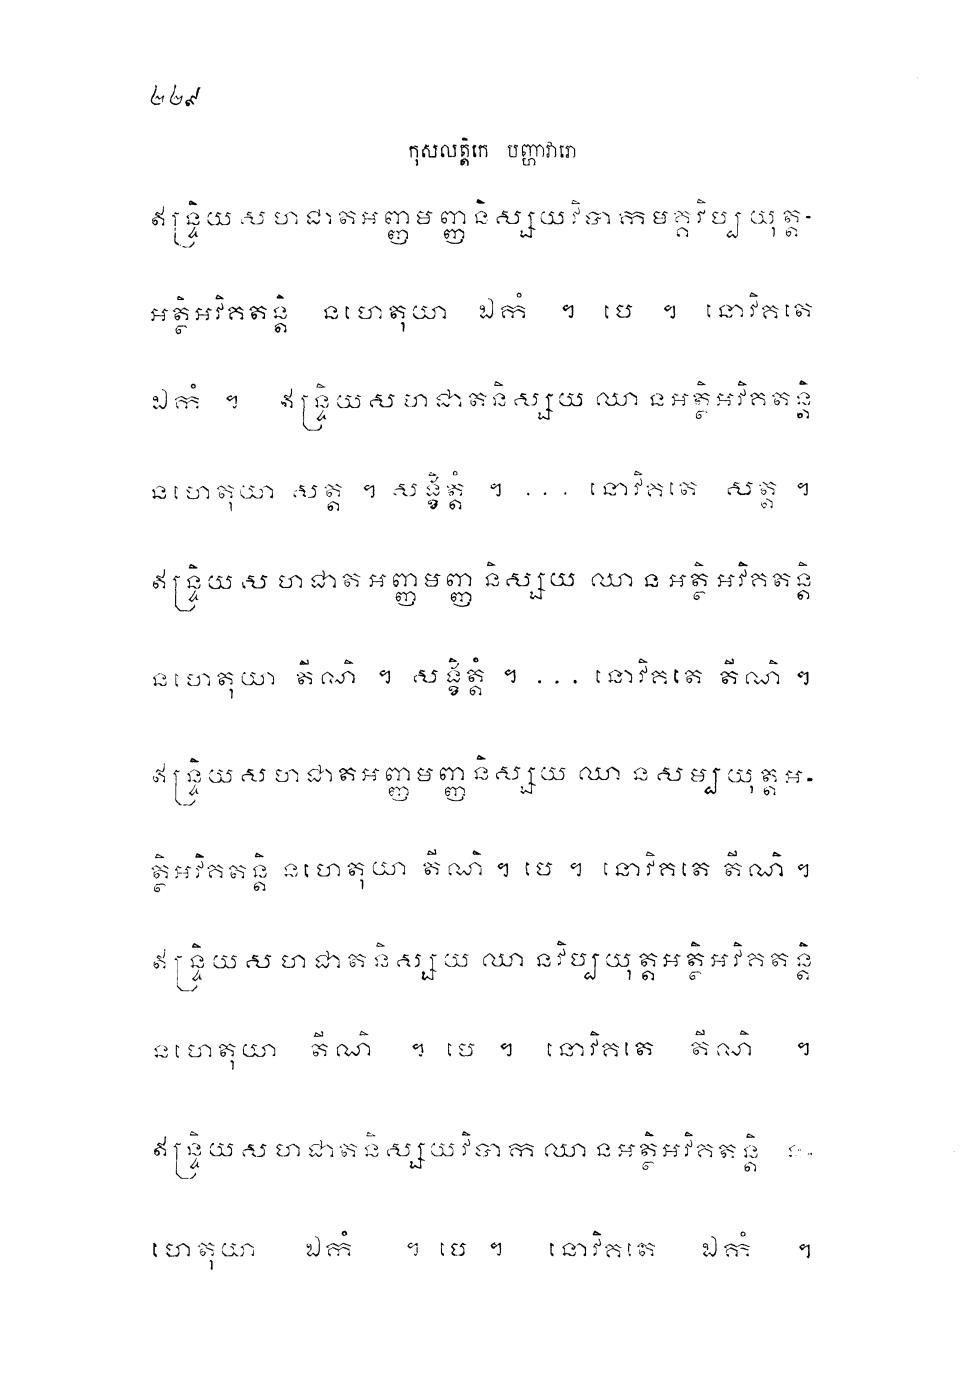 ២២៩
កុសលត្តិកេ បញ្ហាវារោ
ឥន្ទ្រិយសហជាតអញ្ញមញ្ញនិស្សយវិបាកមគ្គវិប្បយុត្ត-
អត្ថិអវិគតន្តិ នហេតុយា ឯកំ ។ បេ ។ នោវិគតេ
ឯកំ ។ ឥន្ទ្រិយសហជាតនិស្សយ ឈានអត្ថិអវិគតន្តិ
នហេតុយា សត្ត ។ សង្ខិត្តំ ។ ... នោវិគតេ សត្ត ។
ឥន្ទ្រិយសហជាតអញ្ញមញ្ញនិស្សយ ឈានអត្ថិអវិគតន្តិ
នហេតុយា តីណិ ។ សង្ខិត្តំ ។ ... នោវិគតេ តីណិ ។
ឥន្ទ្រិយសហជាតអញ្ញមញ្ញនិស្សយ ឈានសម្បយុត្តអ-
ត្ថិអវិគតន្តិ នហេតុយា តីណិ ។ បេ ។ នោវិគតេ តីណិ ។
ឥន្ទ្រិយសហជាតនិស្សយ ឈានវិប្បយុត្តអត្ថិអវិគតន្តិ
នហេតុយា តីណិ ។ បេ ។ នោវិគតេ តីណិ ។
ឥន្ទ្រិយសហជាតនិស្សយវិបាកឈានអត្ថិអវិគតន្តិ ន-
ហេតុយា ឯកំ ។ បេ ។ នោវិគតេ ឯកំ ។